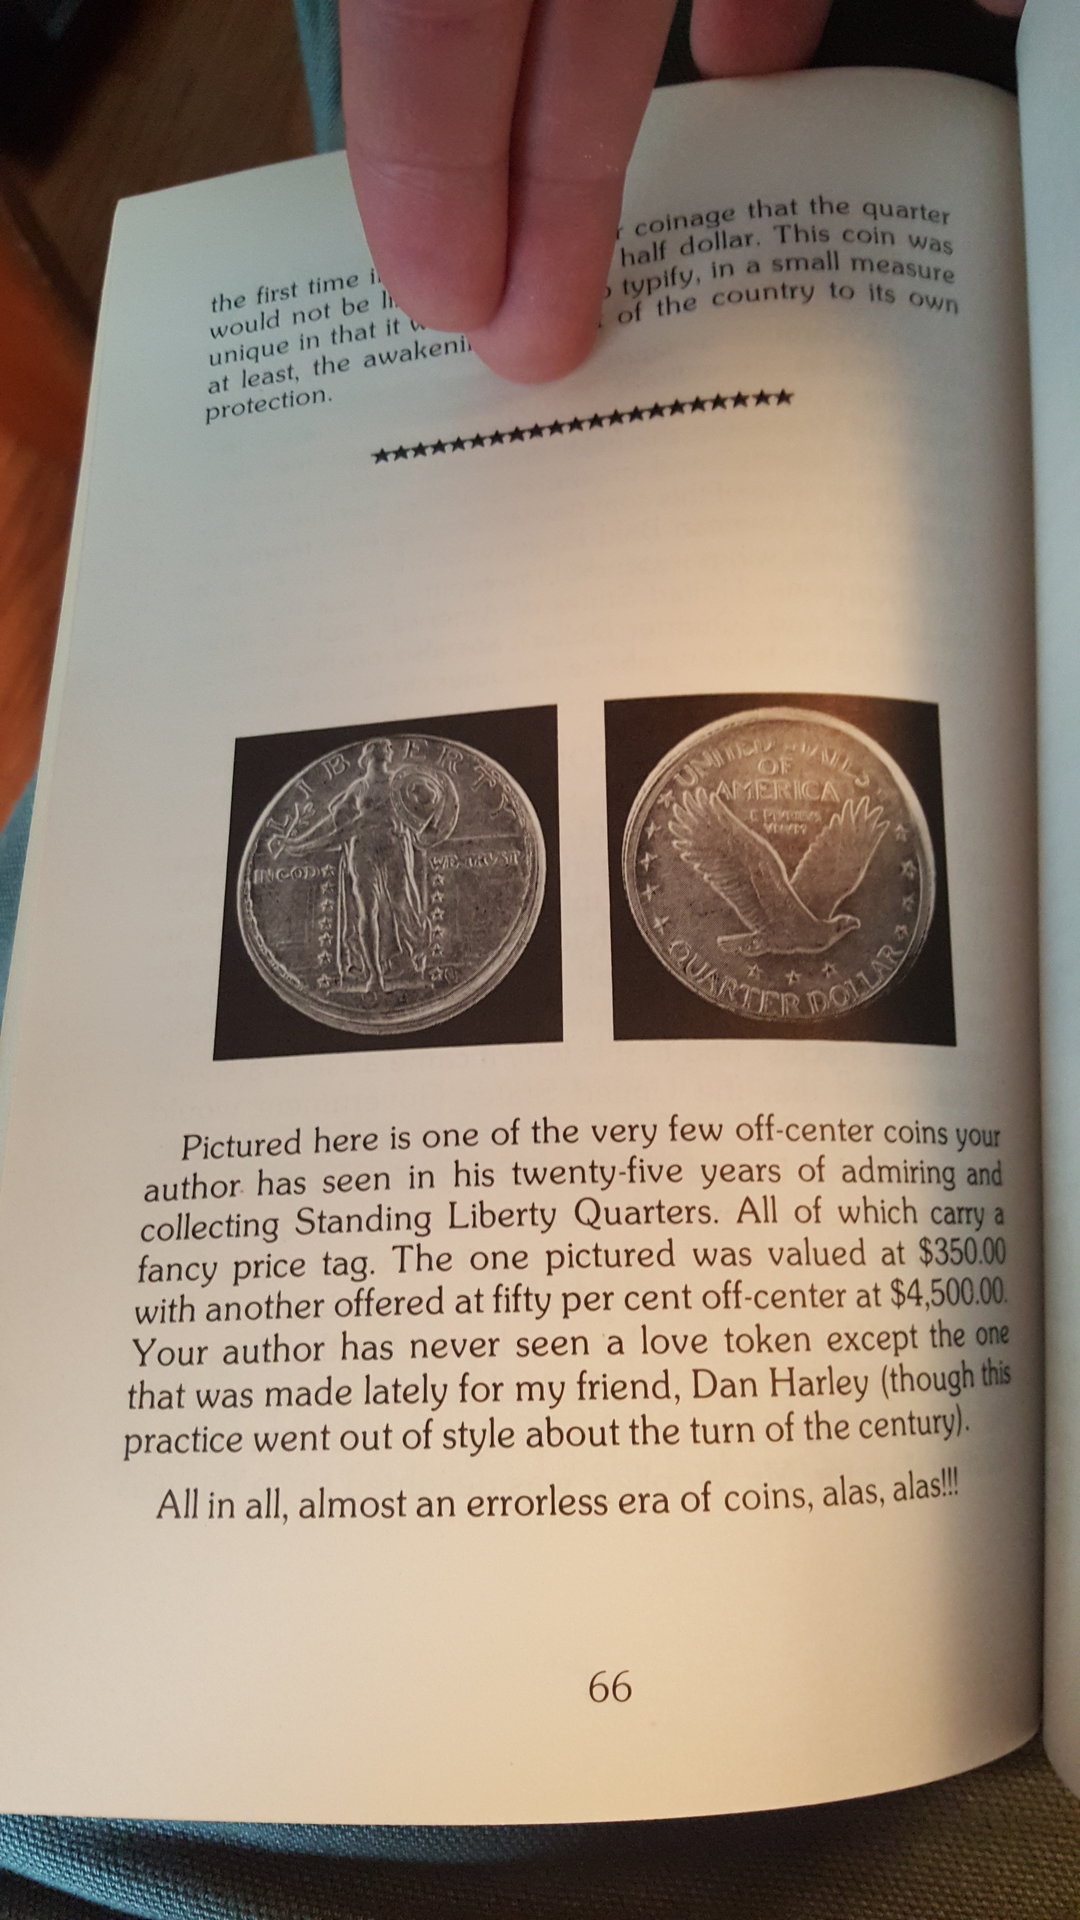 the first time coinage that the quarter
would not be half dollar. This coin was
unique in that it typify, in a small measure
at least, the of the country to its own
protection.
★★★★★★★★★★★★★★★★★★★★★★
LIBERTY
IN GOD WE TRUST
UNITED STATES
OF
AMERICA
E PLURIBUS
UNUM
QUARTER DOLLAR
Pictured here is one of the very few off-center coins your
author has seen in his twenty-five years of admiring and
collecting Standing Liberty Quarters. All of which carry a
fancy price tag. The one pictured was valued at $350.00
with another offered at fifty per cent off-center at $4,500.00.
Your author has never seen a love token except the one
that was made lately for my friend, Dan Harley (though this
practice went out of style about the turn of the century).
All in all, almost an errorless era of coins, alas, alas!!!
66